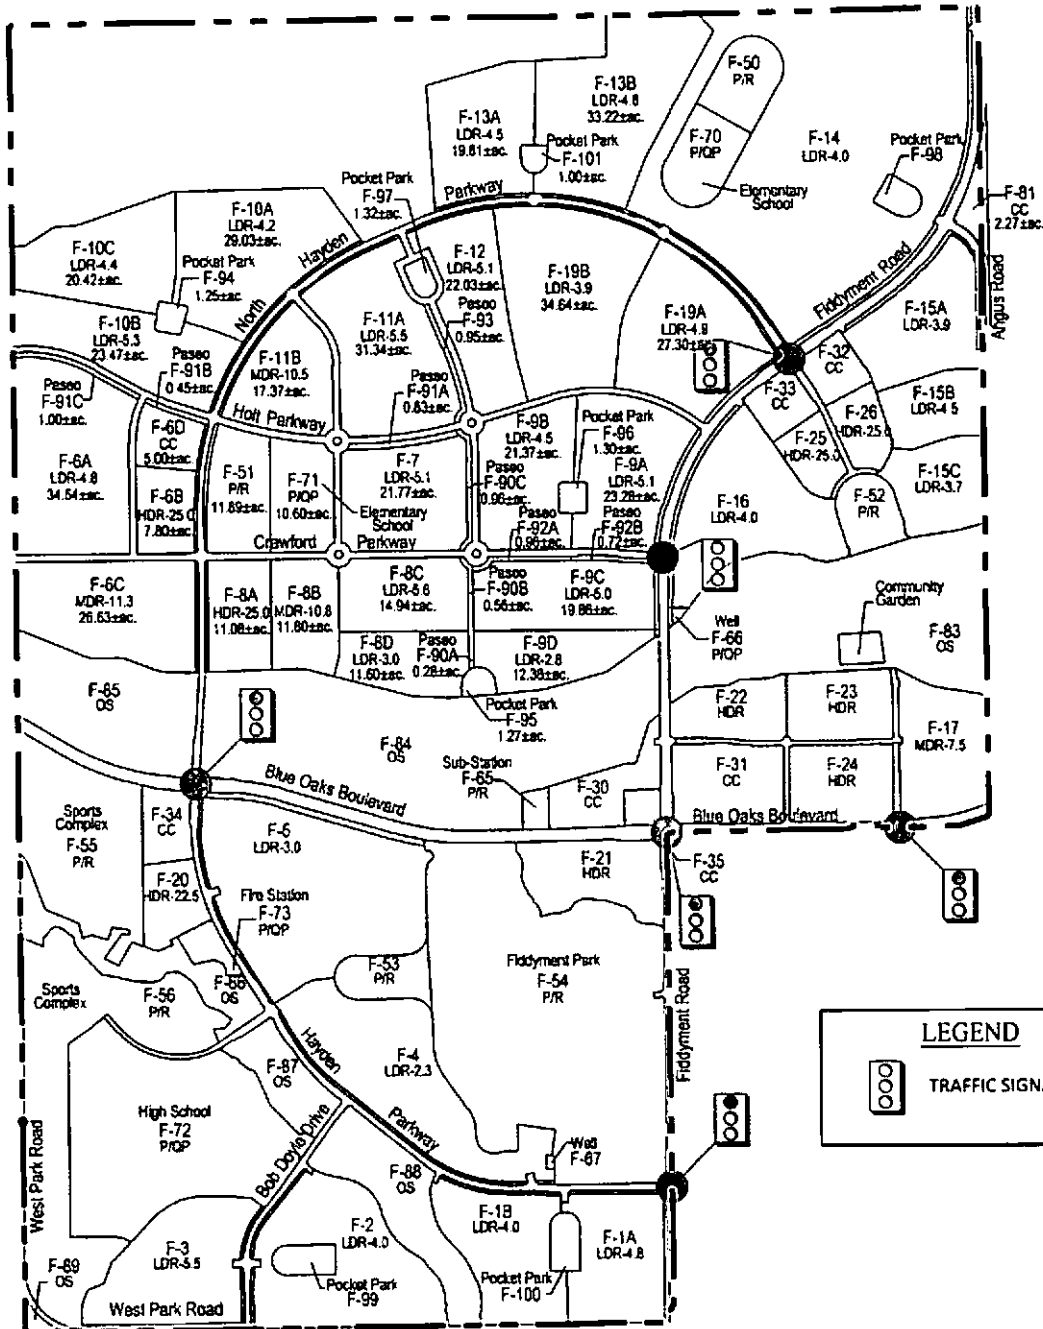 F-50
P/R
F-13B
LDR-4.8
33.22±ac.
F-13A
LDR-4.5
19.81±ac.
F-70
P/QP
F-14
LDR-4.0
Pocket Park
F-98
Pocket Park
F-101
1.00±ac.
Elementary
School
F-81
CC
2.27±ac.
Pocket Park
F-97
1.32±ac.
North Hayden Parkway
F-10A
LDR-4.2
29.03±ac.
F-10C
LDR-4.4
20.42±ac.
Pocket Park
F-94
1.25±ac.
F-12
LDR-5.1
22.03±ac.
F-19B
LDR-3.9
34.64±ac.
Fiddyment Road
Angus Road
F-15A
LDR-3.9
F-10B
LDR-5.3
23.47±ac.
Paseo
F-93
0.95±ac.
F-11A
LDR-5.5
31.34±ac.
F-19A
LDR-4.9
27.30±ac.
F-32
CC
Paseo
F-91B
0.45±ac.
F-11B
MDR-10.5
17.37±ac.
Paseo
F-91C
1.00±ac.
Paseo
F-91A
0.83±ac.
F-33
CC
F-15B
LDR-4.5
Holt Parkway
F-6D
CC
5.00±ac.
F-9B
LDR-4.5
21.37±ac.
Pocket Park
F-96
1.30±ac.
F-26
HDR-25.0
F-25
HDR-25.0
F-6A
LDR-4.8
34.54±ac.
F-51
P/R
11.89±ac.
F-71
P/QP
10.60±ac.
F-7
LDR-5.1
21.77±ac.
F-9A
LDR-5.1
23.28±ac.
F-15C
LDR-3.7
F-6B
HDR-25.0
7.80±ac.
Elementary
School
Paseo
F-90C
0.96±ac.
F-16
LDR-4.0
F-52
P/R
Crawford Parkway
Paseo
F-92A
0.96±ac.
Paseo
F-92B
0.72±ac.
F-6C
MDR-11.3
26.63±ac.
F-8A
HDR-25.0
11.08±ac.
F-8B
MDR-10.8
11.80±ac.
F-8C
LDR-5.6
14.94±ac.
Paseo
F-90B
0.56±ac.
F-9C
LDR-5.0
19.86±ac.
Community
Garden
Well
F-66
P/QP
F-83
OS
F-8D
LDR-3.0
11.60±ac.
Paseo
F-90A
0.28±ac.
F-9D
LDR-2.8
12.36±ac.
F-85
OS
Pocket Park
F-95
1.27±ac.
F-22
HDR
F-23
HDR
F-17
MDR-7.5
F-84
OS
Sub-Station
F-65
P/R
F-30
CC
F-31
CC
F-24
HDR
Blue Oaks Boulevard
Blue Oaks Boulevard
Sports
Complex
F-55
P/R
F-34
CC
F-5
LDR-3.0
F-21
HDR
F-35
CC
F-20
HDR-22.5
Fire Station
F-73
P/QP
F-53
P/R
Fiddyment Park
F-54
P/R
Sports
Complex
F-56
P/R
F-86
OS
Fiddyment Road
LEGEND
TRAFFIC SIGN
Hayden Parkway
F-87
OS
F-4
LDR-2.3
High School
F-72
P/QP
Bob Doyle Drive
Well
F-67
West Park Road
F-88
OS
F-1B
LDR-4.0
F-2
LDR-4.0
F-1A
LDR-4.8
F-3
LDR-5.5
F-89
OS
Pocket Park
F-99
Pocket Park
F-100
West Park Road